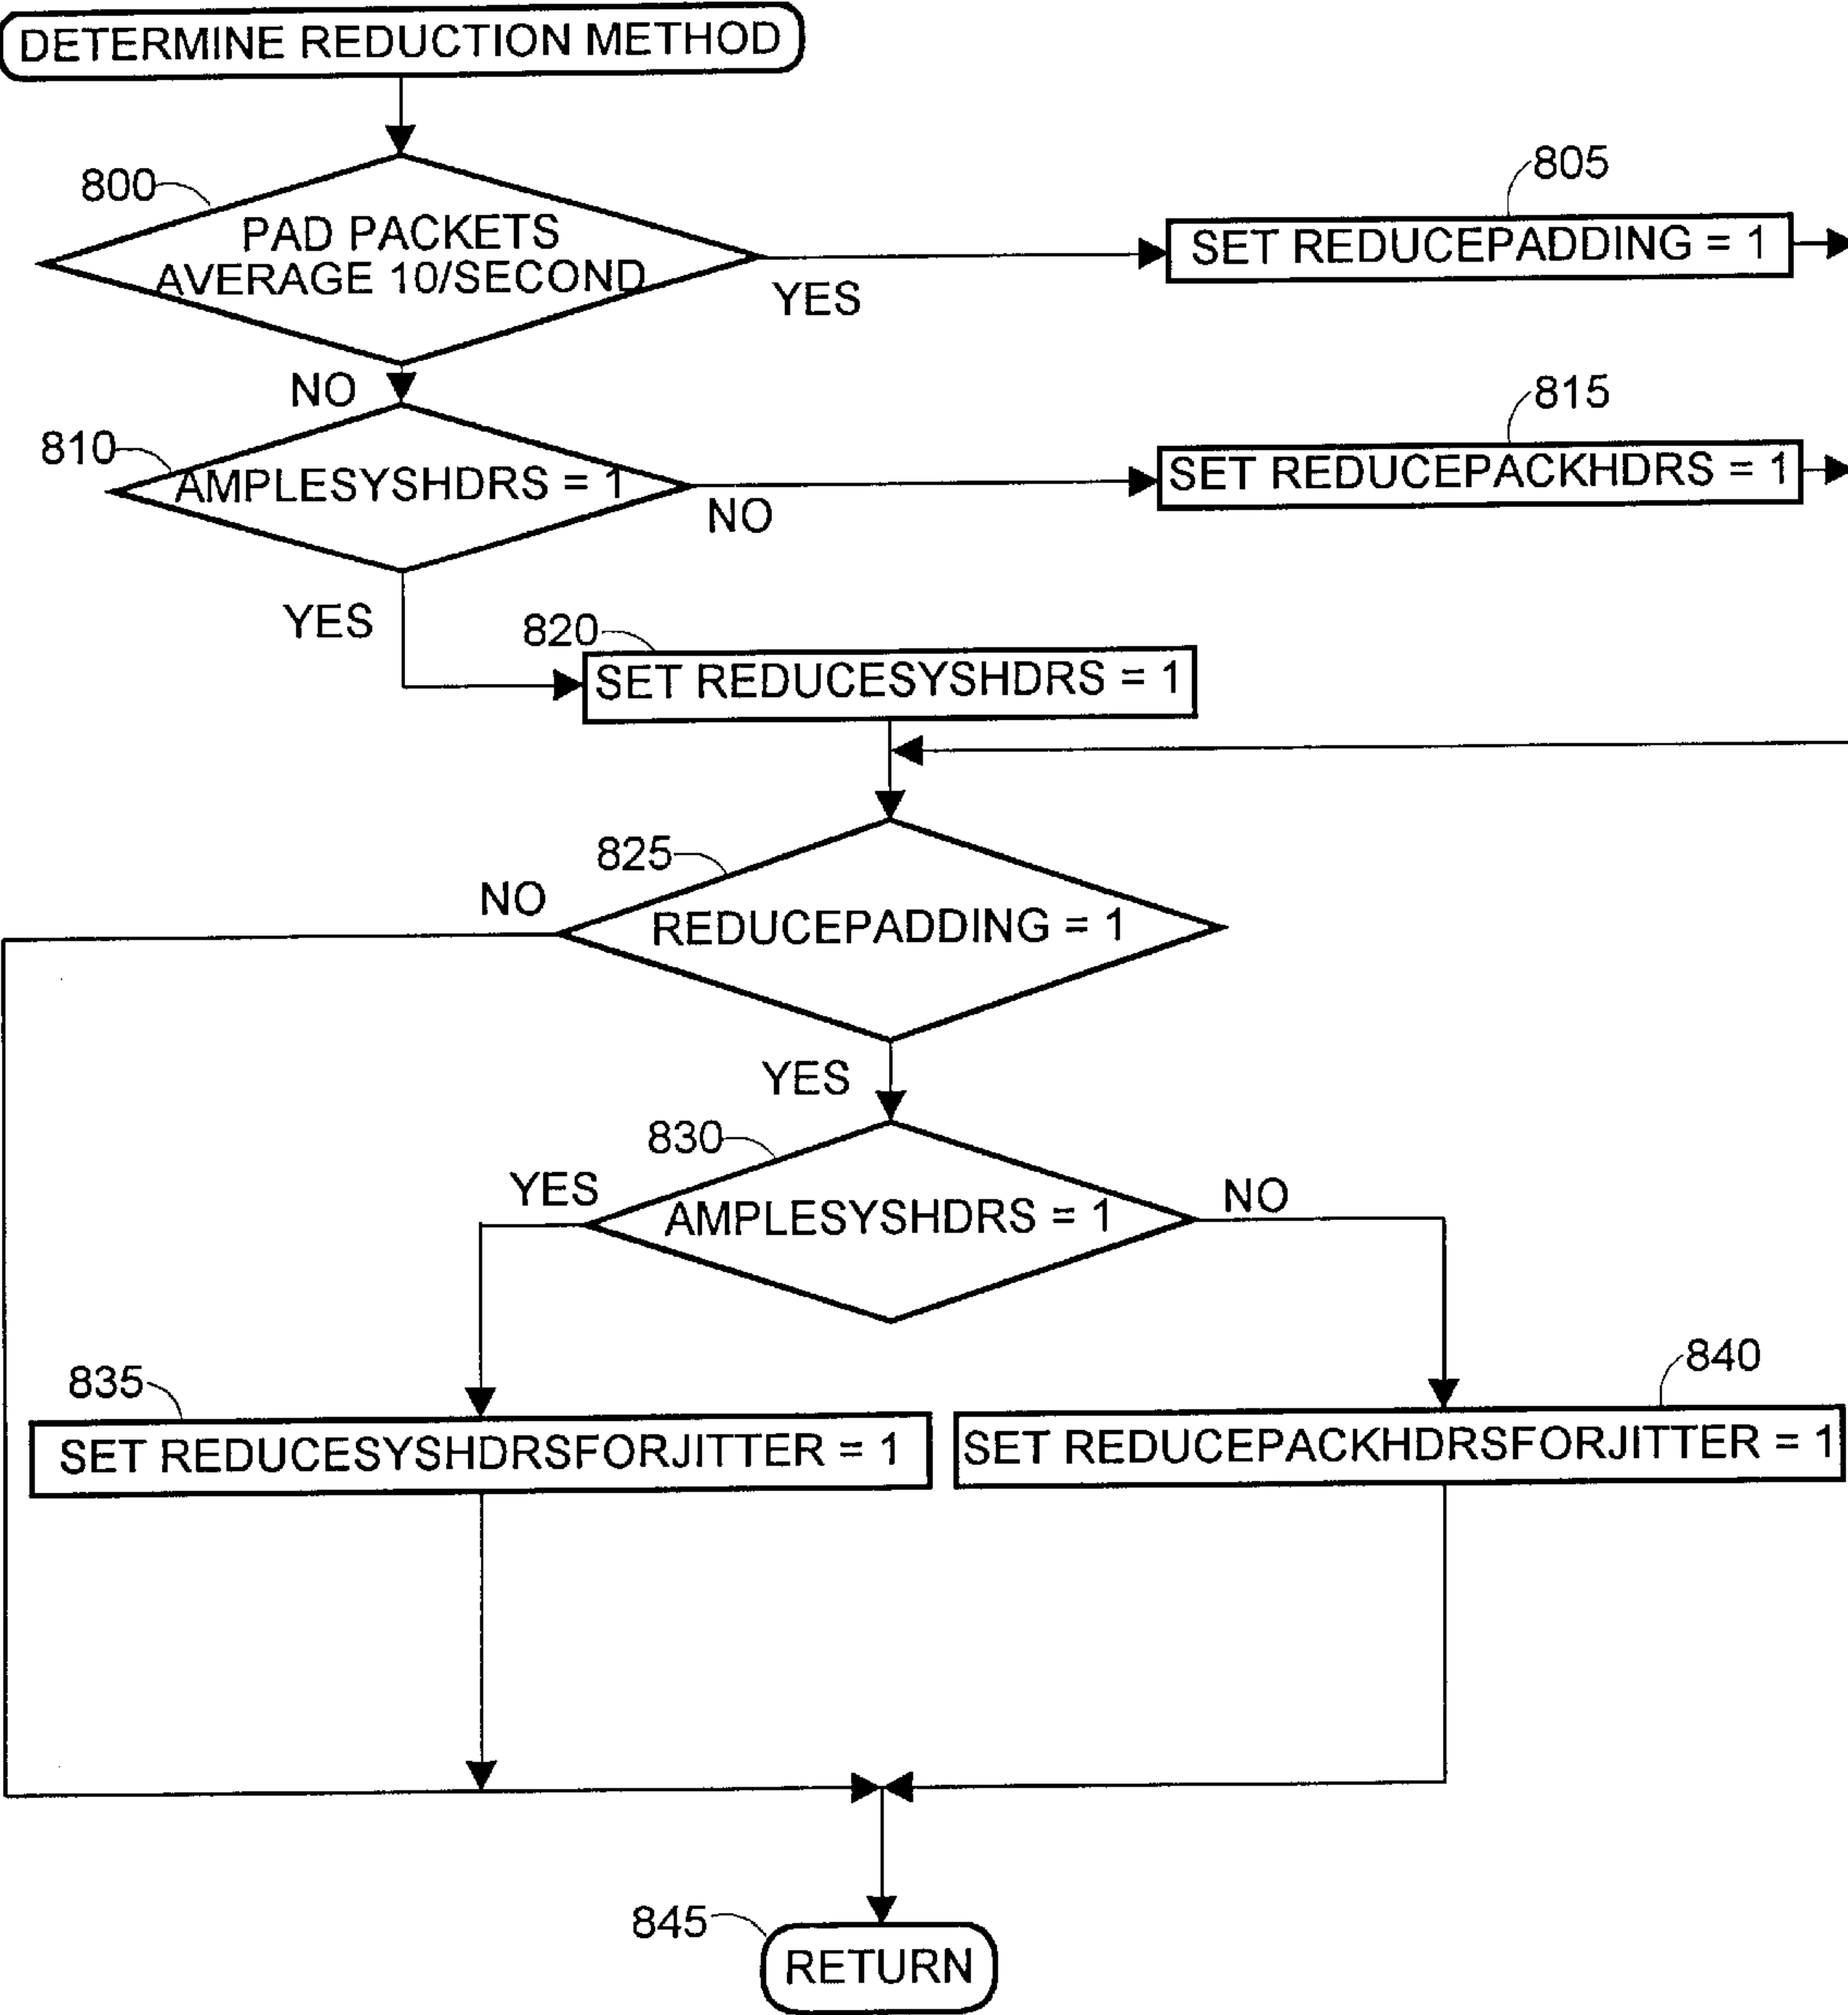 DETERMINE REDUCTION METHOD
800
PAD PACKETS
AVERAGE 10/SECOND
YES
805
SET REDUCEPADDING = 1
NO
810
AMPLESYSHDRS = 1
NO
815
SET REDUCEPACKHDRS = 1
YES
820
SET REDUCESYSHDRS = 1
825
NO
REDUCEPADDING = 1
YES
830
YES
AMPLESYSHDRS = 1
NO
835
SET REDUCESYSHDRSFORJITTER = 1
840
SET REDUCEPACKHDRSFORJITTER = 1
845
RETURN